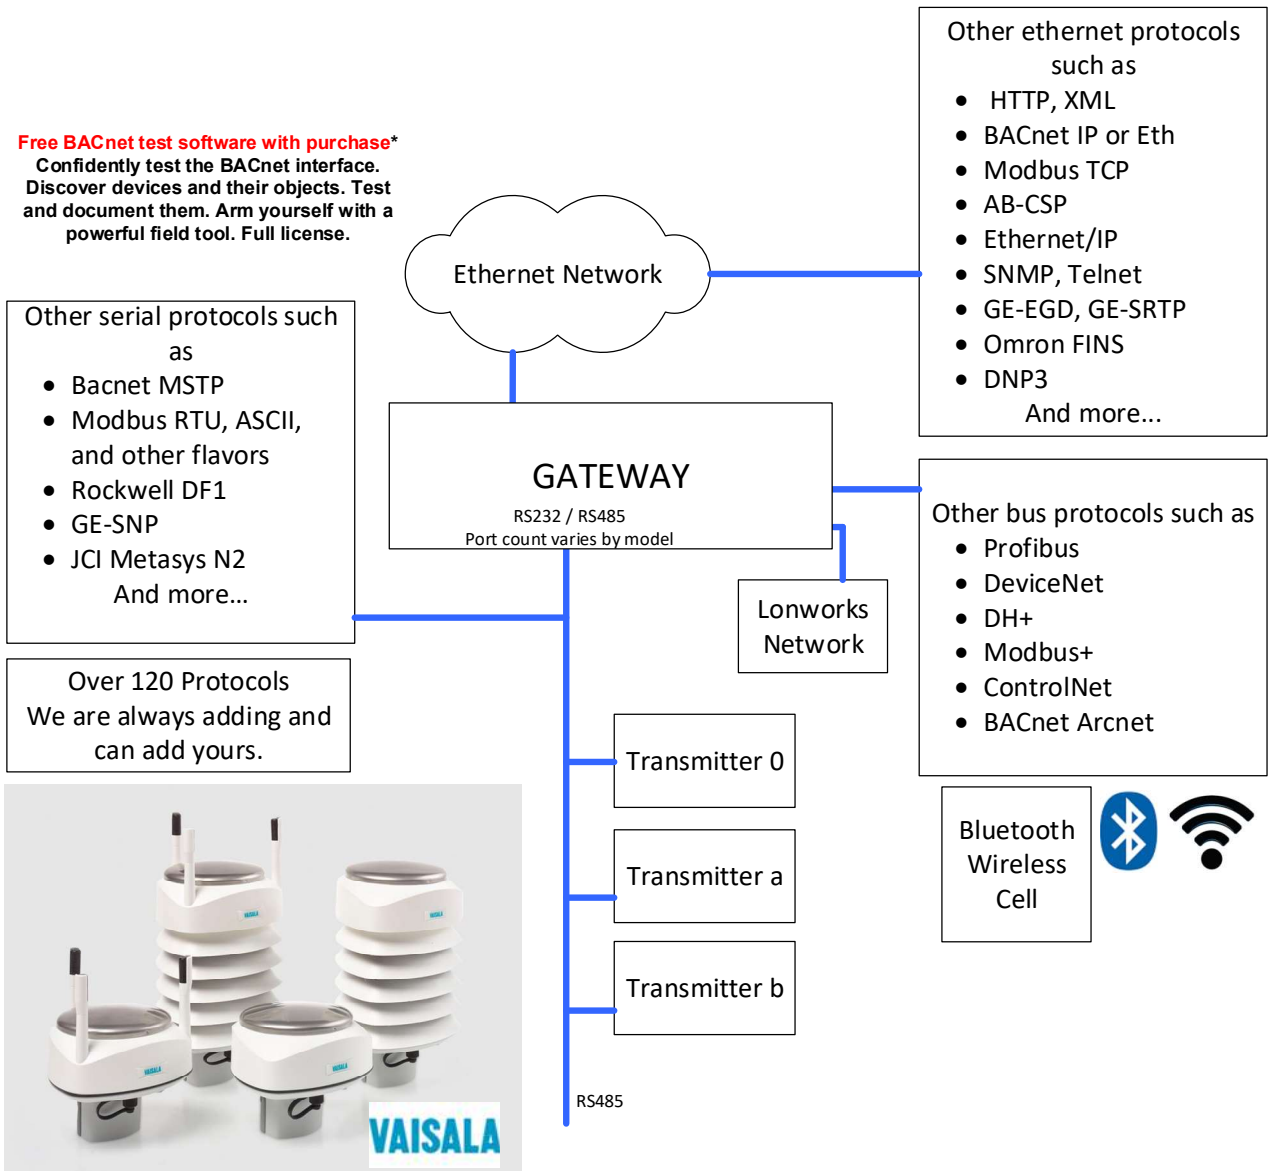 Other ethernet protocols
such as
• HTTP, XML
• BACnet IP or Eth
• Modbus TCP
• AB-CSP
• Ethernet/IP
• SNMP, Telnet
• GE-EGD, GE-SRTP
• Omron FINS
• DNP3
And more...
Free BACnet test software with purchase*
Confidently test the BACnet interface.
Discover devices and their objects. Test
and document them. Arm yourself with a
powerful field tool. Full license.
Ethernet Network
Other serial protocols such
as
• Bacnet MSTP
• Modbus RTU, ASCII,
and other flavors
• Rockwell DF1
• GE-SNP
• JCI Metasys N2
And more...
GATEWAY
RS232 / RS485
Port count varies by model
Other bus protocols such as
• Profibus
• DeviceNet
• DH+
• Modbus+
• ControlNet
• BACnet Arcnet
Lonworks
Network
Over 120 Protocols
We are always adding and
can add yours.
Transmitter 0
Transmitter a
Transmitter b
Bluetooth
Wireless
Cell
VAISALA
VAISALA
VAISALA
VAISALA
RS485
VAISALA